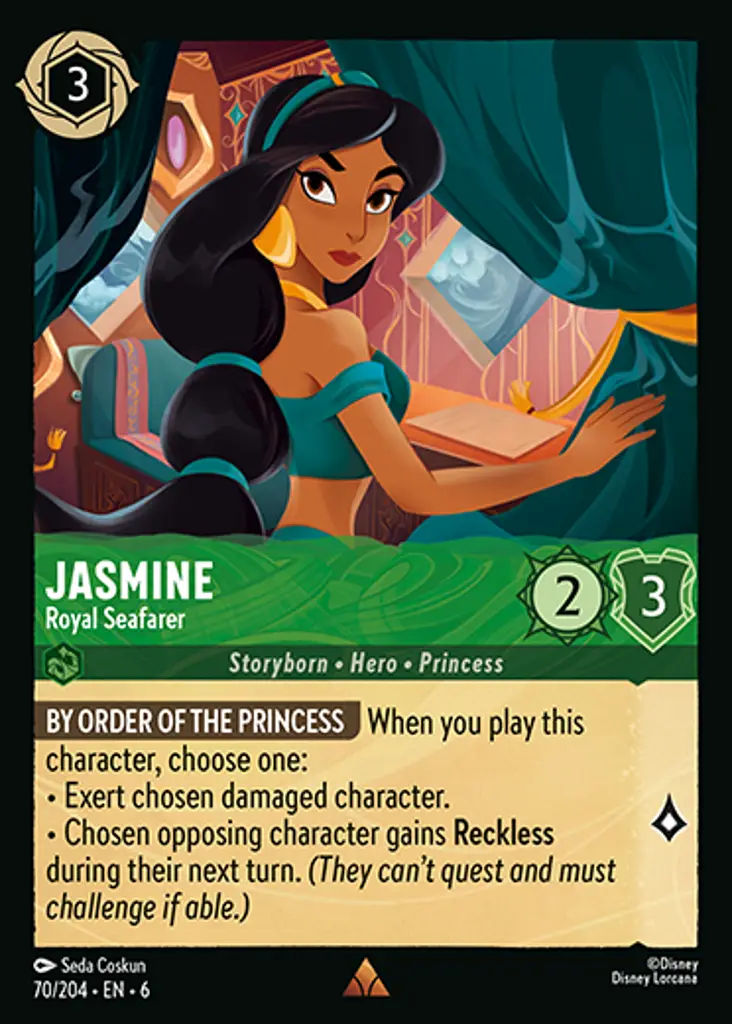 3
JASMINE
Royal Seafarer
2
3
Storyborn • Hero • Princess
BY ORDER OF THE PRINCESS When you play this
character, choose one:
• Exert chosen damaged character.
• Chosen opposing character gains Reckless
during their next turn. (They can't quest and must
challenge if able.)
Seda Coskun
70/204 • EN • 6
©Disney
Disney Lorcana